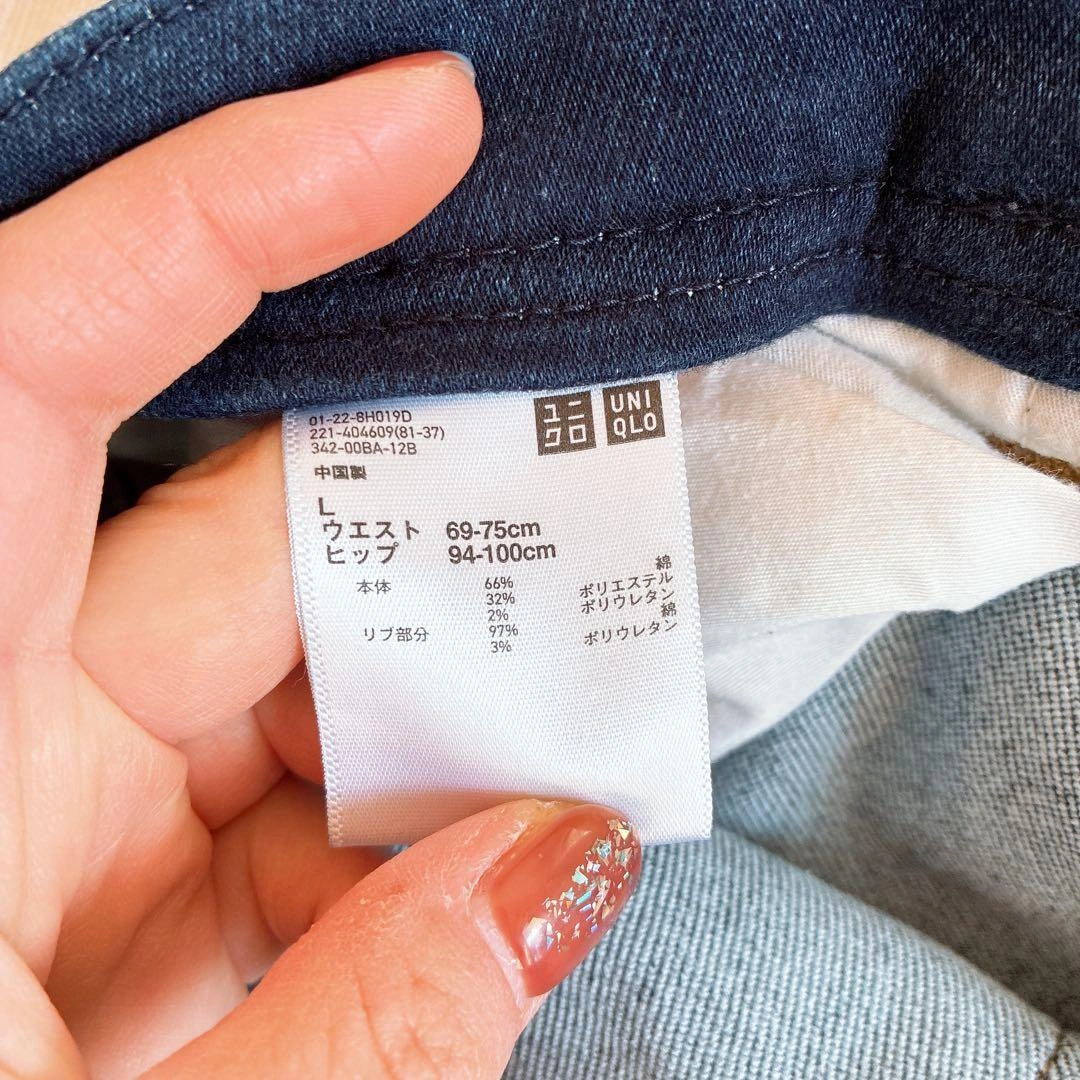 01-22-8H019D
221-404609(81-37)
342-00BA-12B
中国製
ユニクロ
UNIQLO
L
ウエスト 69-75cm
ヒップ 94-100cm
本体 66% 綿
32% ポリエステル
2% ポリウレタン
リブ部分 97% 綿
3% ポリウレタン